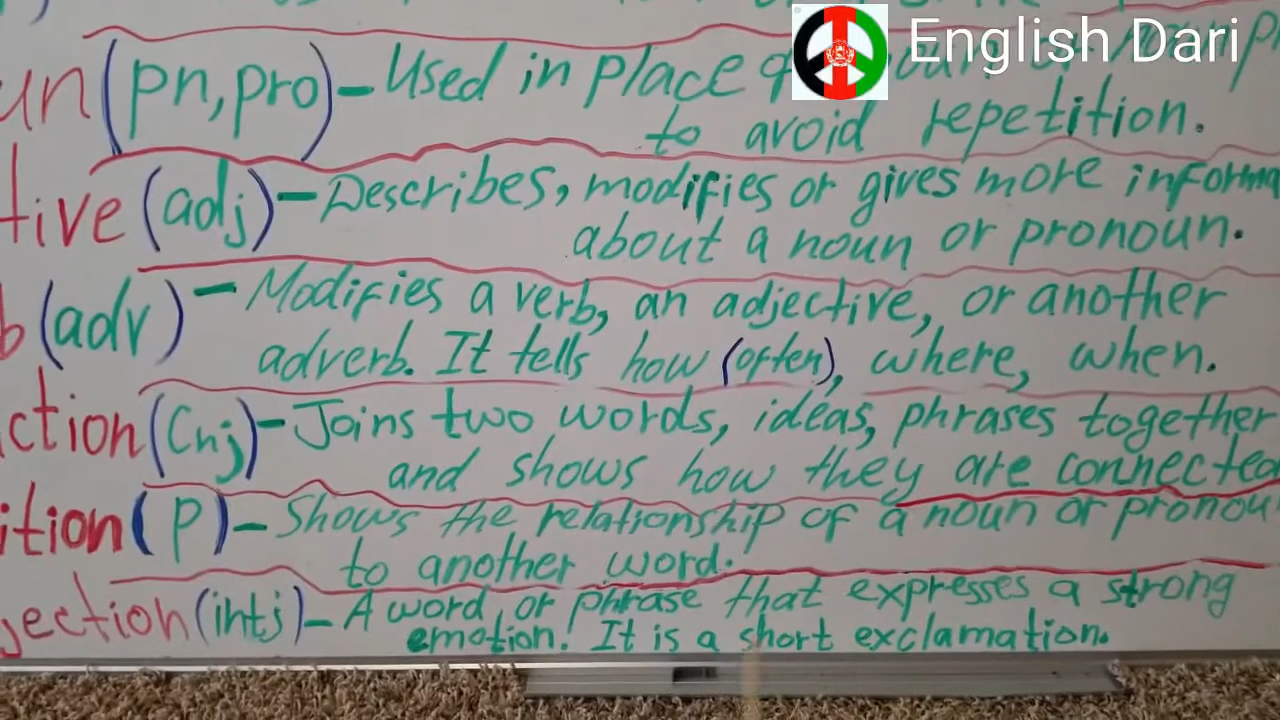 English Dari
un (pn, pro) - Used in place
to avoid repetition.
tive (adj) - Describes, modifies or gives more informa
about a noun or pronoun.
b (adv) - Modifies a verb, an adjective, or another
adverb. It tells how (often), where, when.
ction (Cnj) - Joins two words, ideas, phrases together
and shows how they are connected
ition (P) - Shows the relationship of a noun or pronou
to another word.
jection (intj) - A word or phrase that expresses a strong
emotion. It is a short exclamation.